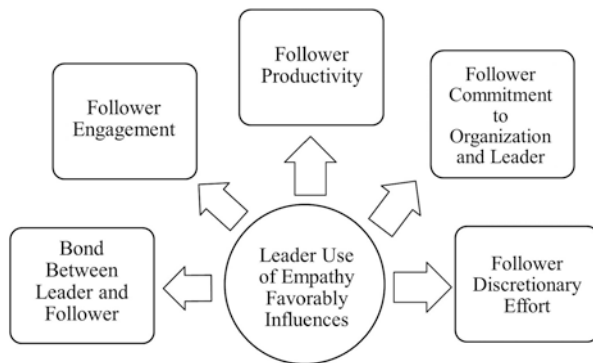 Follower
Productivity
Follower
Engagement
Follower
Commitment
to
Organization
and Leader
Bond
Between
Leader and
Follower
Leader Use
of Empathy
Favorably
Influences
Follower
Discretionary
Effort